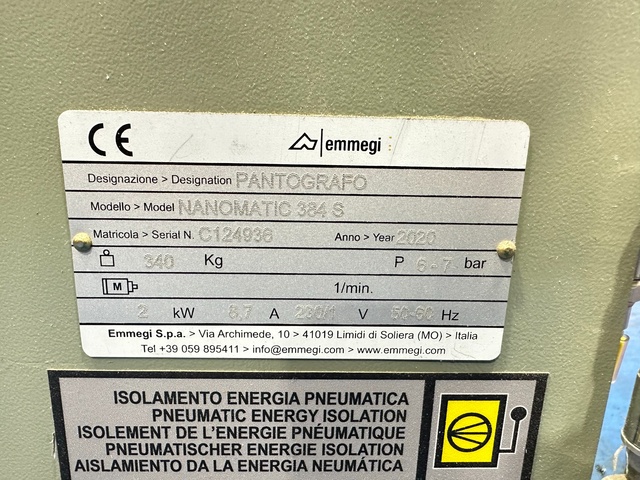 CE emmegi
Designazione > Designation PANTOGRAFO
Modello > Model NANOMATIC 384 S
Matricola > Serial N. C124936 Anno > Year 2020
340 Kg P 6 - 7 bar
M 1/min.
2 kW 8,7 A 230/1 V 50-60 Hz
Emmegi S.p.a. > Via Archimede, 10 > 41019 Limidi di Soliera (MO) > Italia
Tel +39 059 895411 > info@emmegi.com > www.emmegi.com
ISOLAMENTO ENERGIA PNEUMATICA
PNEUMATIC ENERGY ISOLATION
ISOLEMENT DE L'ENERGIE PNÉUMATIQUE
PNEUMATISCHER ENERGIE ISOLATION
AISLAMIENTO DA LA ENERGIA NEUMÁTICA